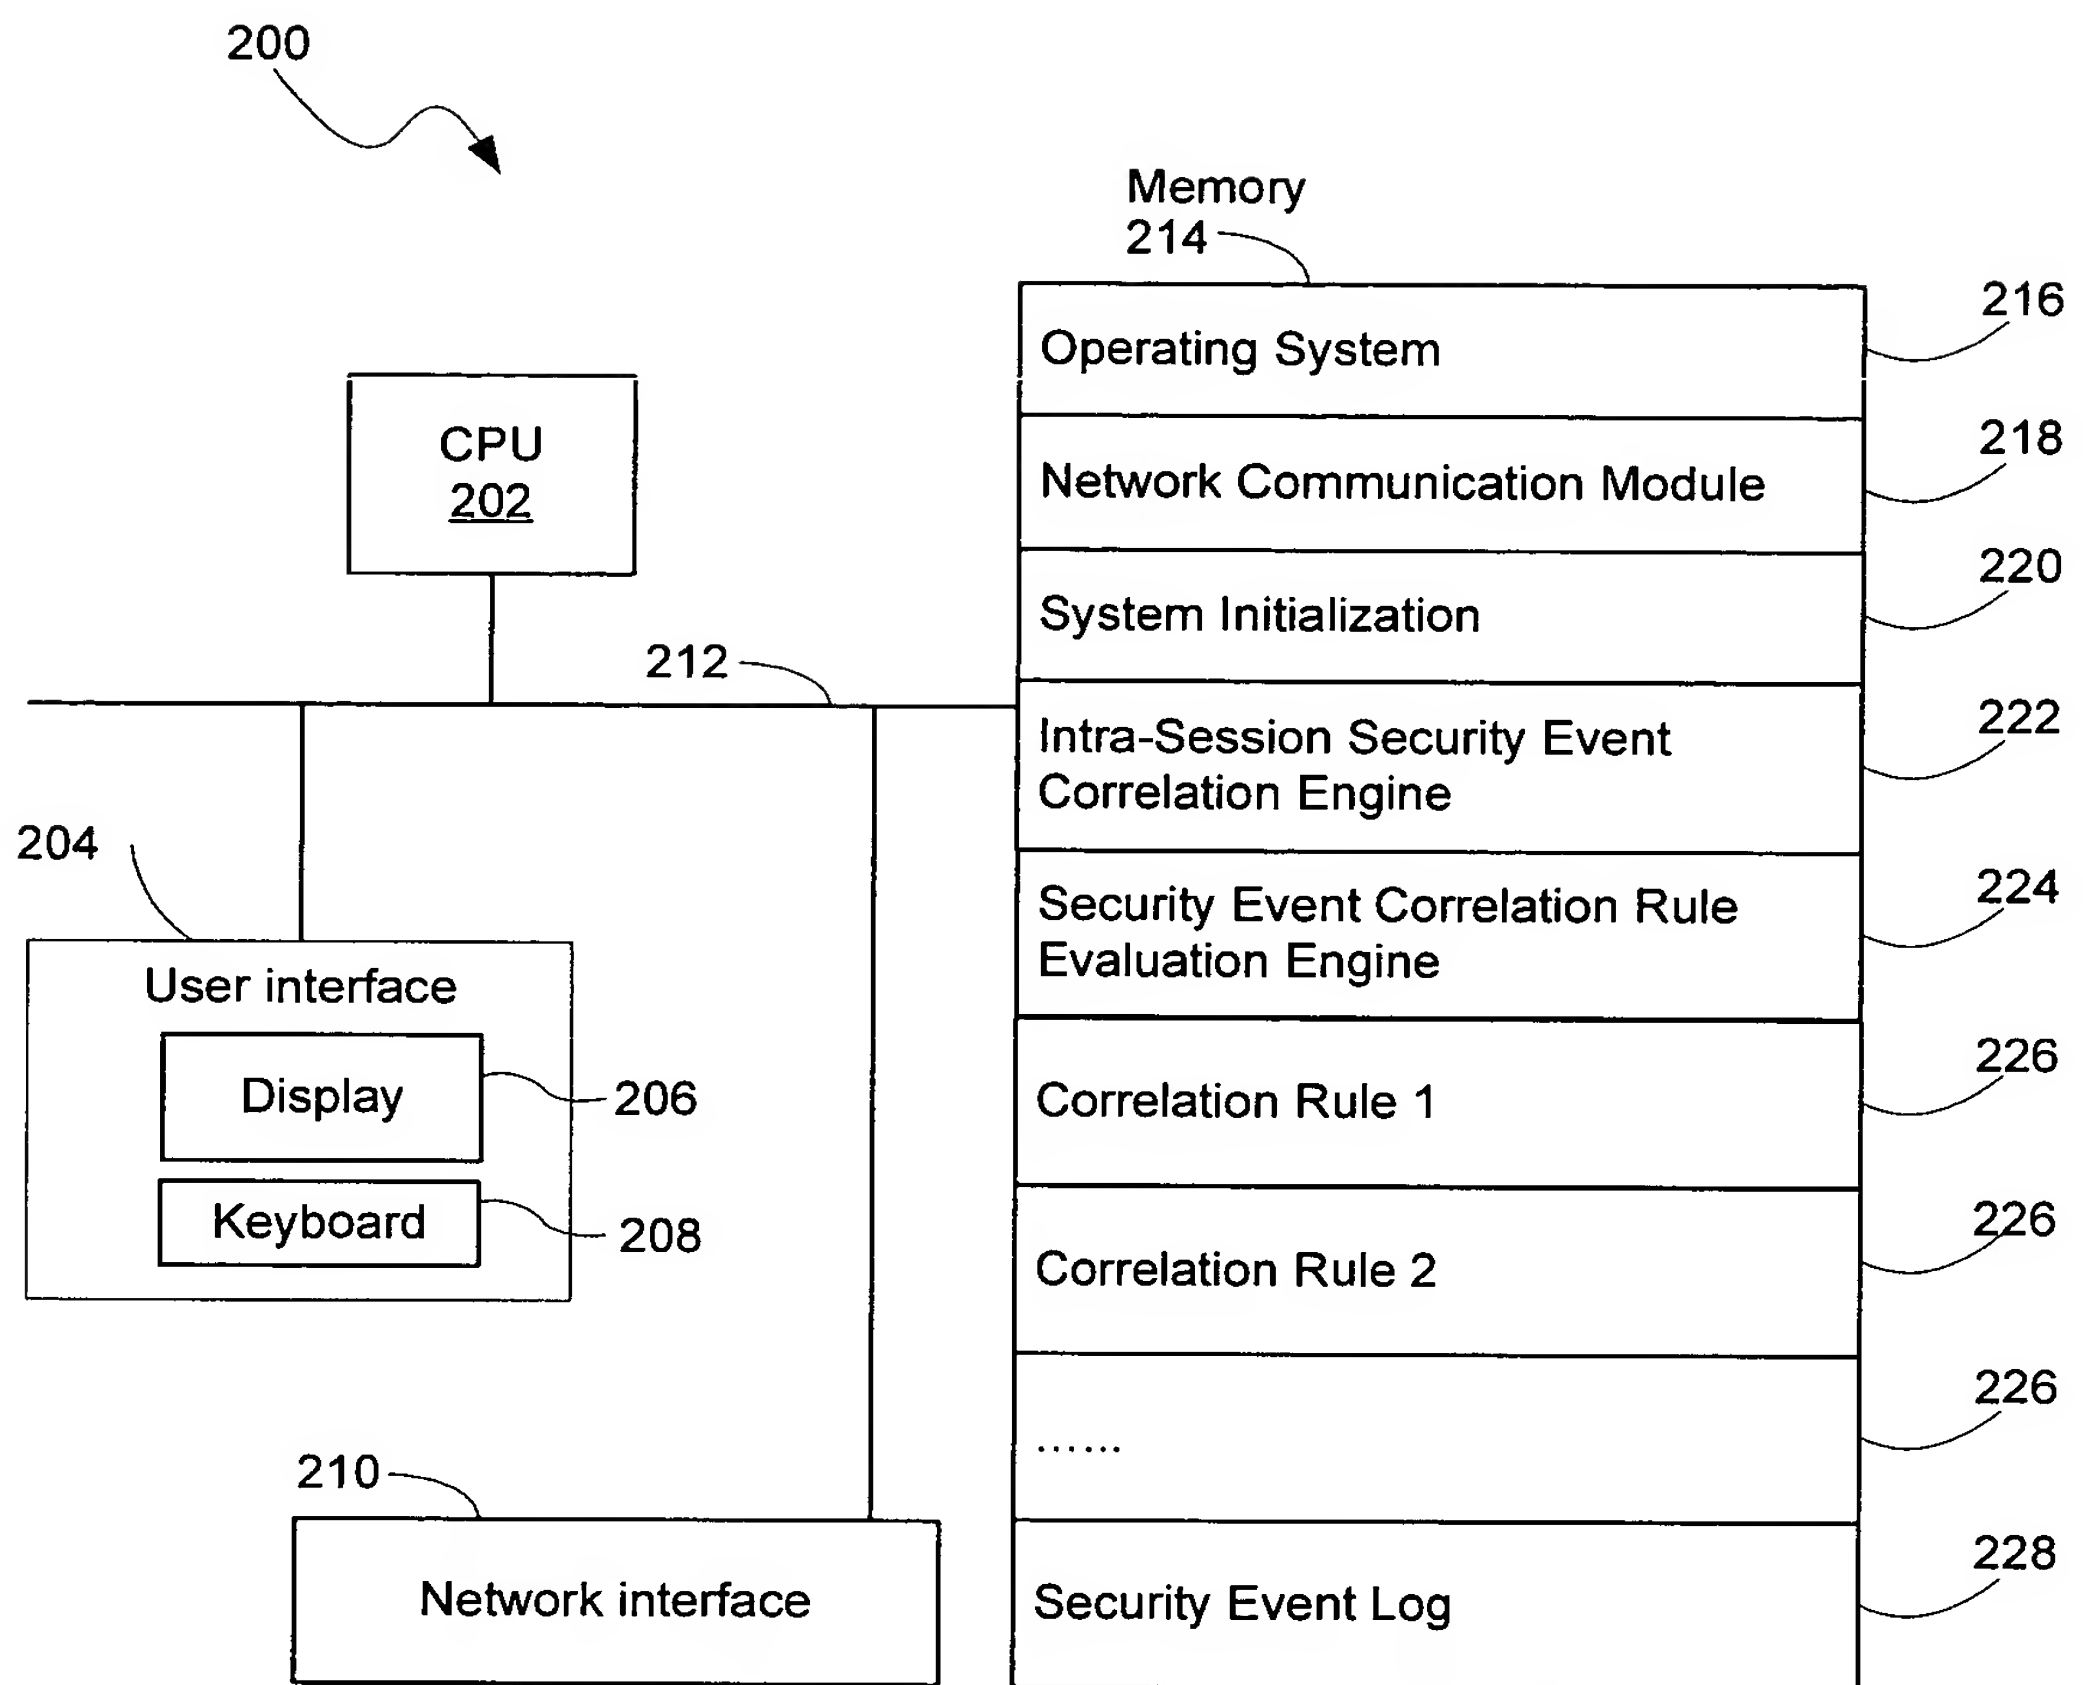 200
Memory
214
216
Operating System
CPU
202
218
Network Communication Module
220
System Initialization
212
222
Intra-Session Security Event
Correlation Engine
204
224
Security Event Correlation Rule
Evaluation Engine
User interface
Display
206
Keyboard
208
226
Correlation Rule 1
226
Correlation Rule 2
226
......
210
Network interface
228
Security Event Log